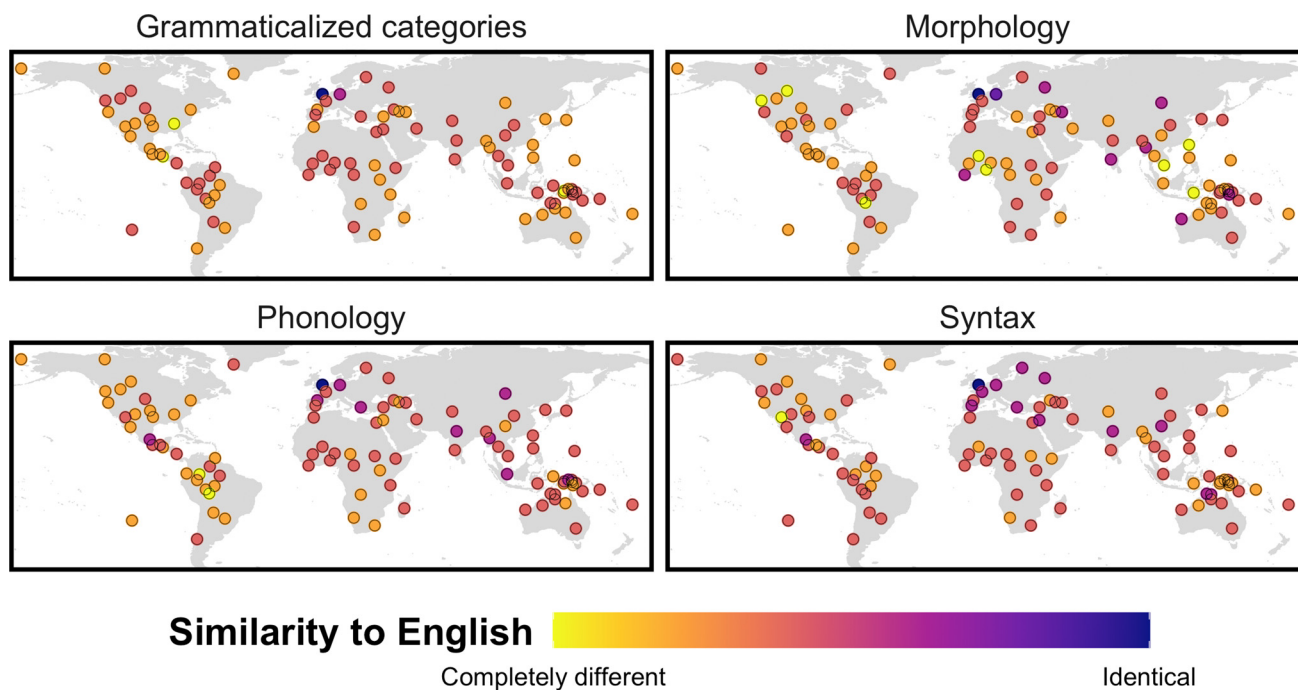 Grammaticalized categories
Morphology
Phonology
Syntax
Similarity to English
Completely different
Identical